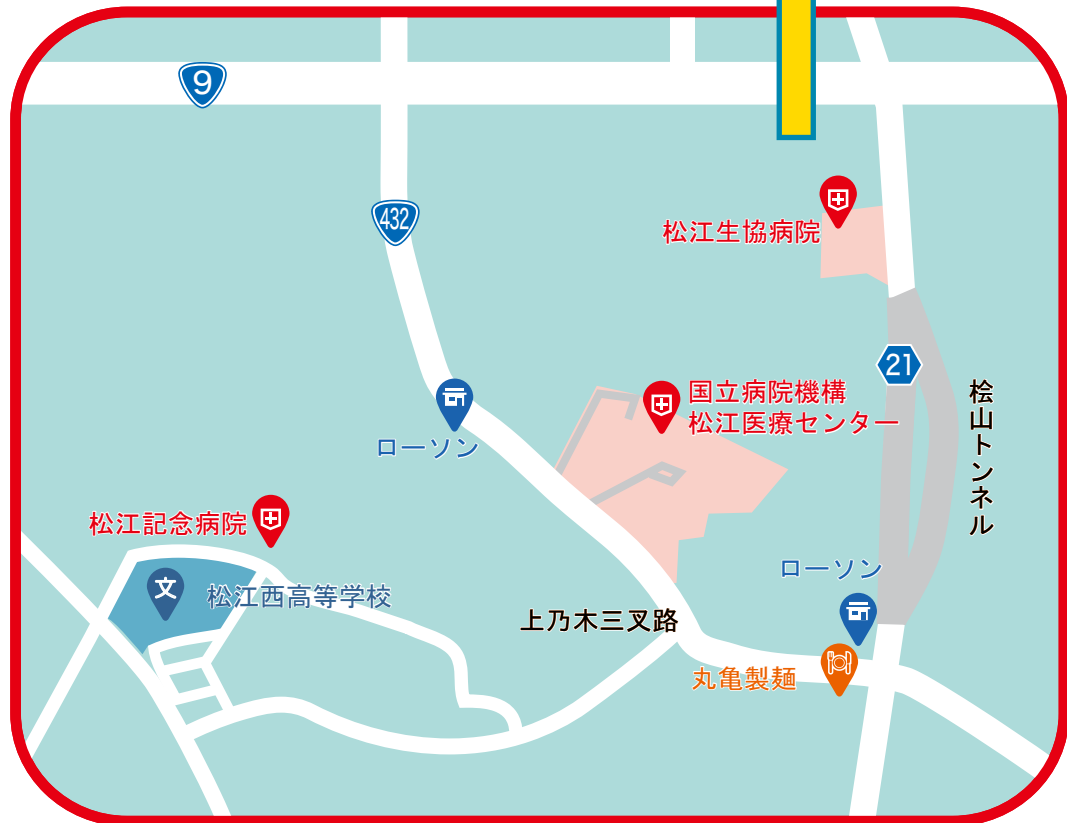 9
432
松江生協病院
21
国立病院機構
松江医療センター
桧山トンネル
ローソン
松江記念病院
文
松江西高等学校
ローソン
上乃木三叉路
丸亀製麺